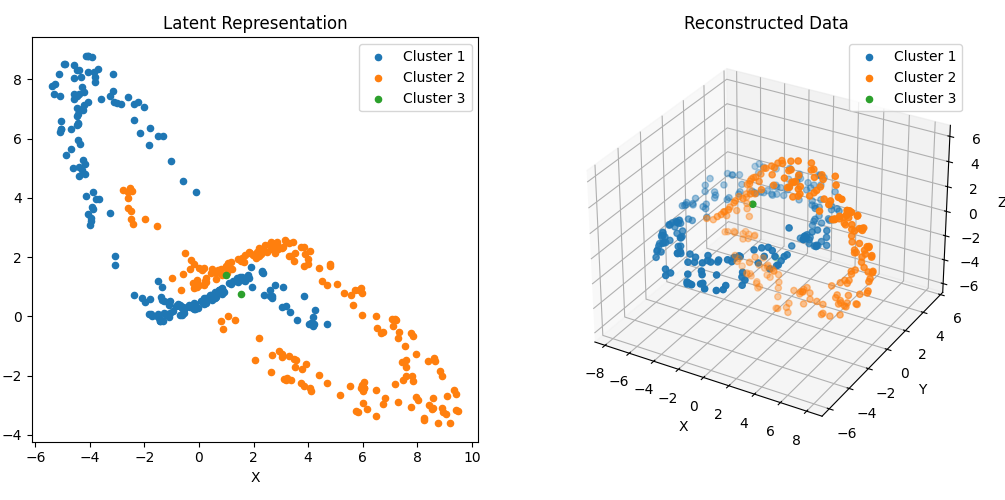 Latent Representation
Cluster 1
Cluster 2
Cluster 3
8
6
4
2
0
−2
−4
−6 −4 −2 0 2 4 6 8 10
X
Reconstructed Data
Cluster 1
Cluster 2
Cluster 3
6
4
2
0
−2
−4
−6
Z
−8 −6 −4 −2 0 2 4 6 8
X
−6 −4 −2 0 2 4 6
Y